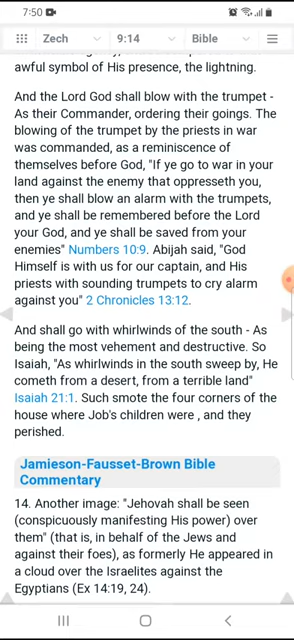 7:50
Zech 9:14 Bible
awful symbol of His presence, the lightning.
And the Lord God shall blow with the trumpet -
As their Commander, ordering their goings. The
blowing of the trumpet by the priests in war
was commanded, as a reminiscence of
themselves before God, "If ye go to war in your
land against the enemy that oppresseth you,
then ye shall blow an alarm with the trumpets,
and ye shall be remembered before the Lord
your God, and ye shall be saved from your
enemies" Numbers 10:9. Abijah said, "God
Himself is with us for our captain, and His
priests with sounding trumpets to cry alarm
against you" 2 Chronicles 13:12.
And shall go with whirlwinds of the south - As
being the most vehement and destructive. So
Isaiah, "As whirlwinds in the south sweep by, He
cometh from a desert, from a terrible land"
Isaiah 21:1. Such smote the four corners of the
house where Job's children were , and they
perished.
Jamieson-Fausset-Brown Bible
Commentary
14. Another image: "Jehovah shall be seen
(conspicuously manifesting His power) over
them" (that is, in behalf of the Jews and
against their foes), as formerly He appeared in
a cloud over the Israelites against the
Egyptians (Ex 14:19, 24).